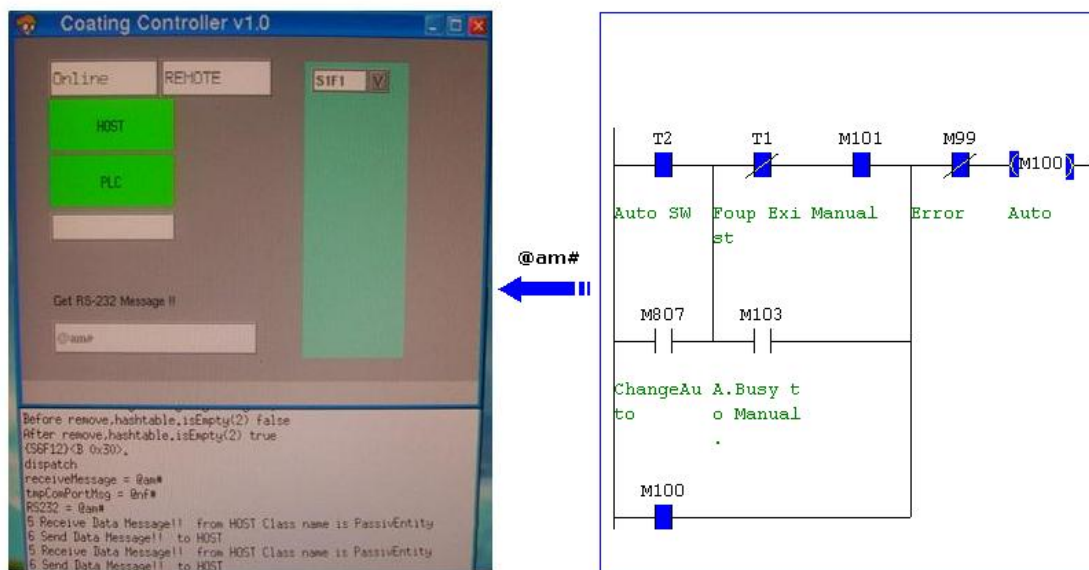 Coating Controller v1.0
Online
REMOTE
S1F1
V
HOST
PLC
Get RS-232 Message !!
@am#
Before remove,hashtable.isEmpty(2) false
After remove,hashtable.isEmpty(2) true
{S6F12}<B 0x30>.
dispatch
receiveMessage = @am#
tmpComPortMsg = @nf#
RS232 = @am#
5 Receive Data Message!!  from HOST Class name is PassivEntity
6 Send Data Message!!  to HOST
5 Receive Data Message!!  from HOST Class name is PassivEntity
6 Send Data Message!!  to HOST
@am#
T2 T1 M101 M99
M100
Auto SW Foup Exi Manual Error Auto
st
M807 M103
ChangeAu A.Busy t
to o Manual
.
M100